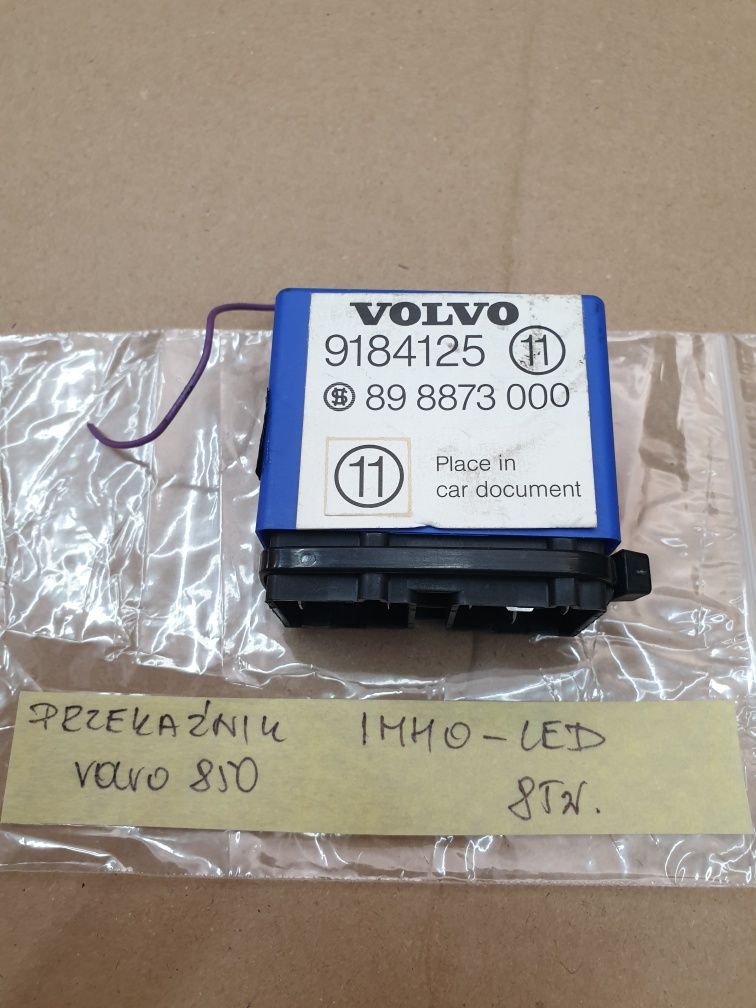 VOLVO
9184125 11
S 89 8873 000
11 Place in
car document
PRZEKAŹNIK IMMO-LED
VOLVO 850 8TW.